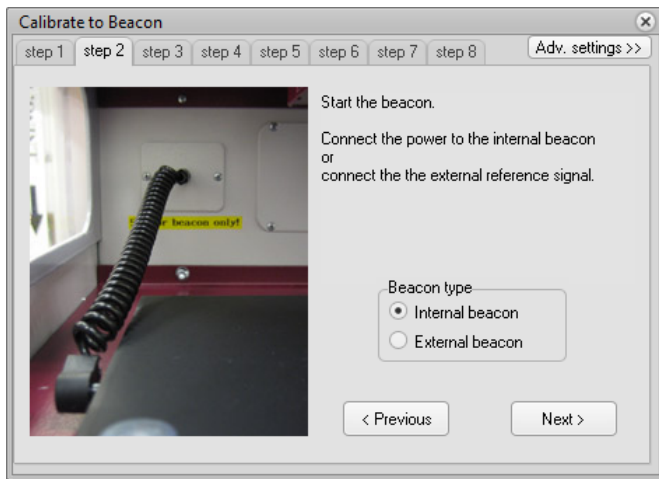 Calibrate to Beacon
step 1 step 2 step 3 step 4 step 5 step 6 step 7 step 8 Adv. settings >>
Start the beacon.
Connect the power to the internal beacon
or
connect the the external reference signal.
beacon only!
Beacon type
Internal beacon
External beacon
< Previous Next >